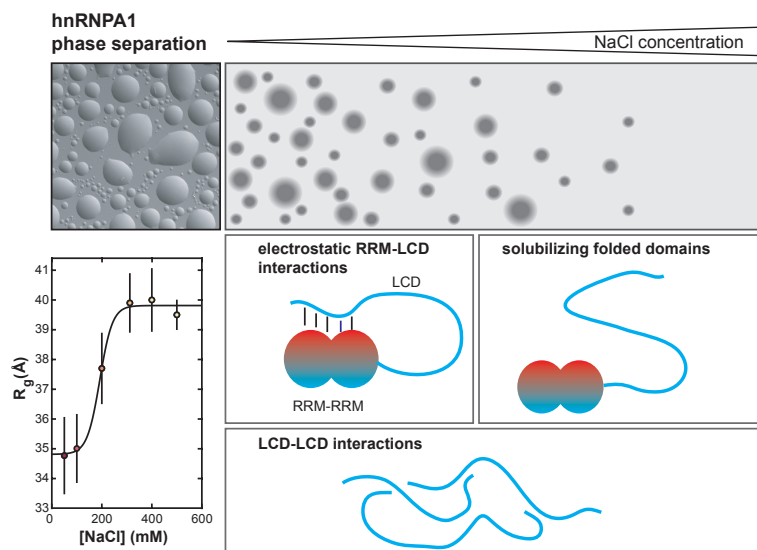 hnRNPA1
phase separation
NaCl concentration
electrostatic RRM-LCD
interactions
LCD
RRM-RRM
solubilizing folded domains
LCD-LCD interactions
41
40
39
38
37
36
35
34
33
Rg(Å)
0 200 400 600
[NaCl] (mM)